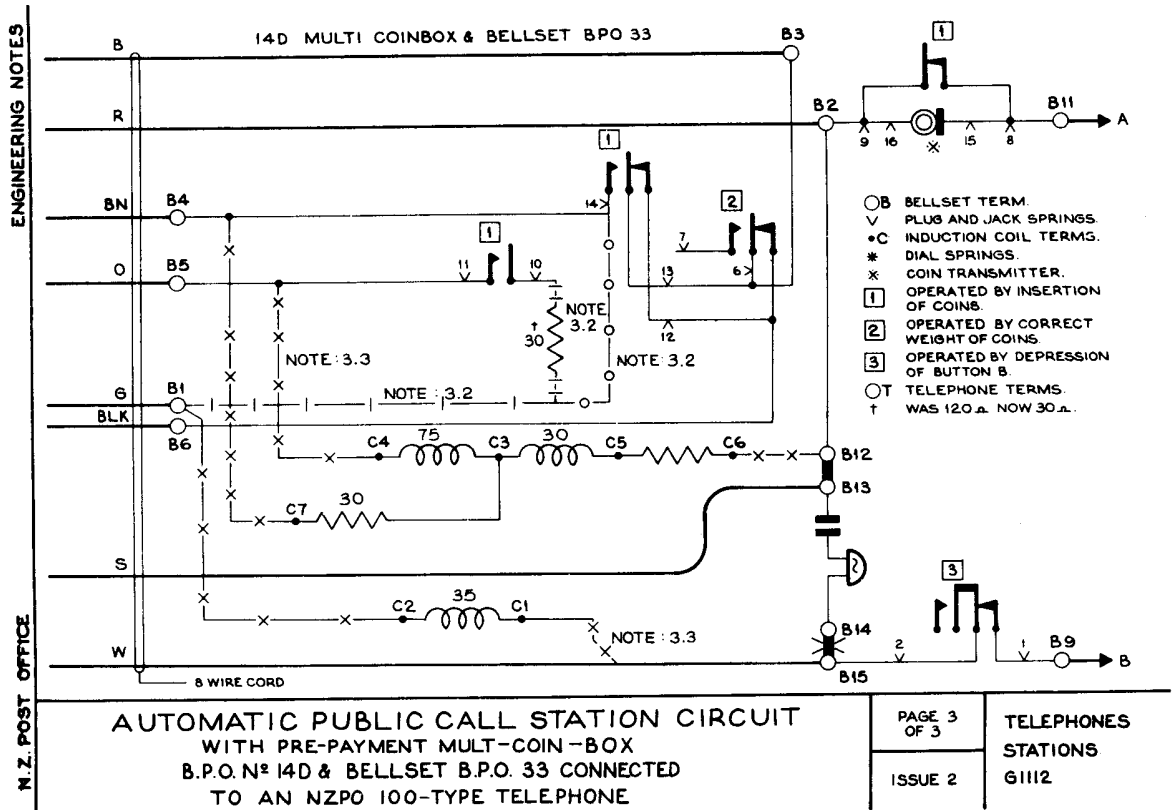 ENGINEERING NOTES
N.Z. POST OFFICE
14D MULTI COINBOX & BELLSET BPO 33
B
B3
1
R
B2
9
16
15
8
B11
A
1
14
BN
B4
2
7
6
1
O
B5
11
10
13
12
NOTE 3.2
† 30
NOTE : 3.3
NOTE : 3.2
G
B1
NOTE : 3.2
BLK
B6
C4
75
C3
30
C5
C6
B12
B13
C7
30
S
3
C2
35
C1
B14
NOTE : 3.3
W
B15
2
1
B9
B
8 WIRE CORD
B BELLSET TERM.
PLUG AND JACK SPRINGS.
C INDUCTION COIL TERMS.
DIAL SPRINGS.
COIN TRANSMITTER.
1 OPERATED BY INSERTION
OF COINS.
2 OPERATED BY CORRECT
WEIGHT OF COINS.
3 OPERATED BY DEPRESSION
OF BUTTON B.
T TELEPHONE TERMS.
† WAS 120 Ω NOW 30 Ω.
AUTOMATIC PUBLIC CALL STATION CIRCUIT
WITH PRE-PAYMENT MULT-COIN-BOX
B.P.O. Nº 14D & BELLSET B.P.O. 33 CONNECTED
TO AN NZPO 100-TYPE TELEPHONE
PAGE 3
OF 3
ISSUE 2
TELEPHONES
STATIONS
G1112